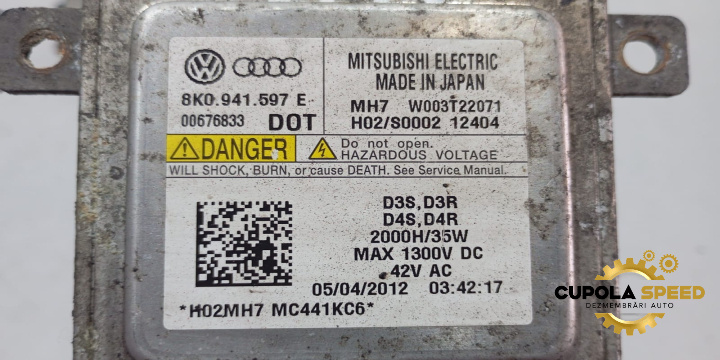 MITSUBISHI ELECTRIC
MADE IN JAPAN
8K0.941.597 E
MH7 W003T22071
00676833 DOT
H02/S0002 12404
DANGER
Do not open.
HAZARDOUS VOLTAGE
WILL SHOCK, BURN, or cause DEATH. See Service Manual.
D3S,D3R
D4S,D4R
2000H/35W
MAX 1300V DC
42V AC
05/04/2012 03:42:17
*H02MH7 MC441KC6*
CUPOLA SPEED
DEZMEMBRĂRI AUTO